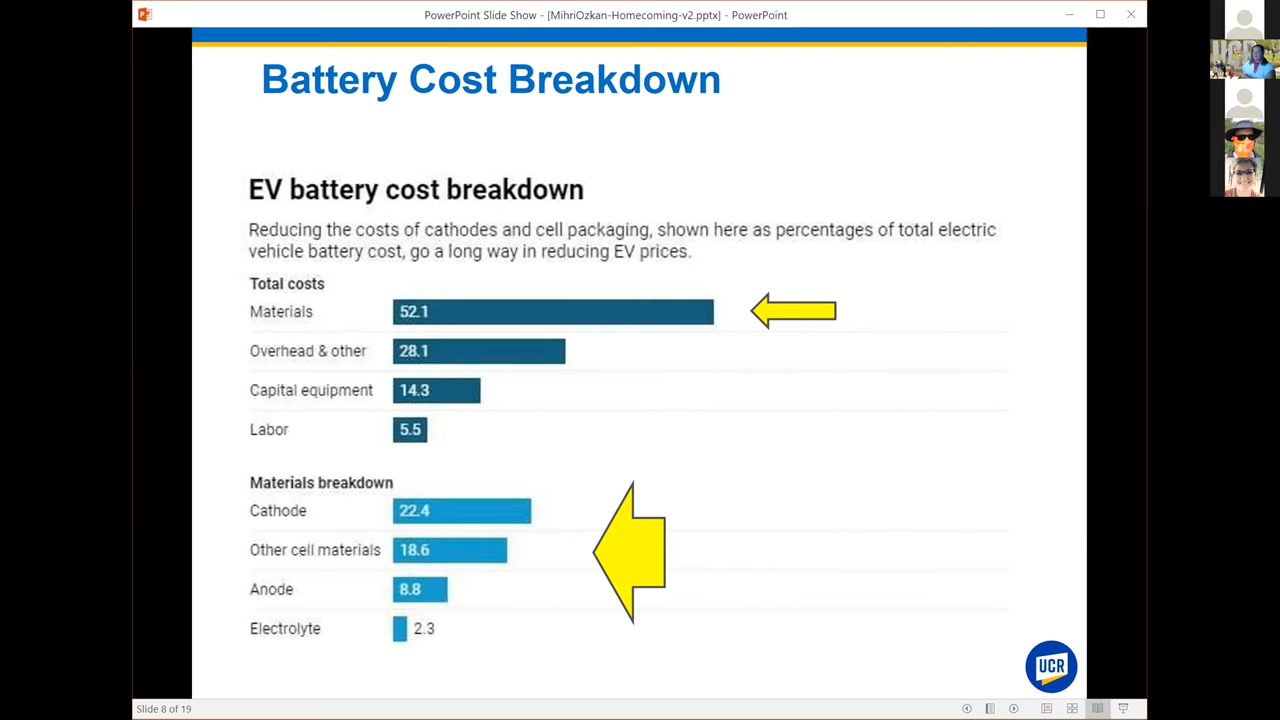 PowerPoint Slide Show - [MihriOzkan-Homecoming-v2.pptx] - PowerPoint
Battery Cost Breakdown
EV battery cost breakdown
Reducing the costs of cathodes and cell packaging, shown here as percentages of total electric
vehicle battery cost, go a long way in reducing EV prices.
Total costs
Materials 52.1
Overhead & other 28.1
Capital equipment 14.3
Labor 5.5
Materials breakdown
Cathode 22.4
Other cell materials 18.6
Anode 8.8
Electrolyte 2.3
UCR
Slide 8 of 19
UCR